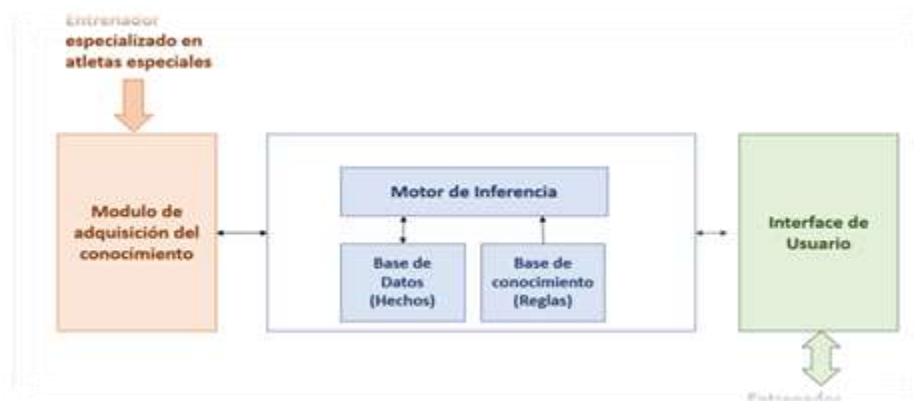 Entrenador
especializado en
atletas especiales
Modulo de
adquisición del
conocimiento
Motor de Inferencia
Base de
Datos
(Hechos)
Base de
conocimiento
(Reglas)
Interface de
Usuario
Entrenador